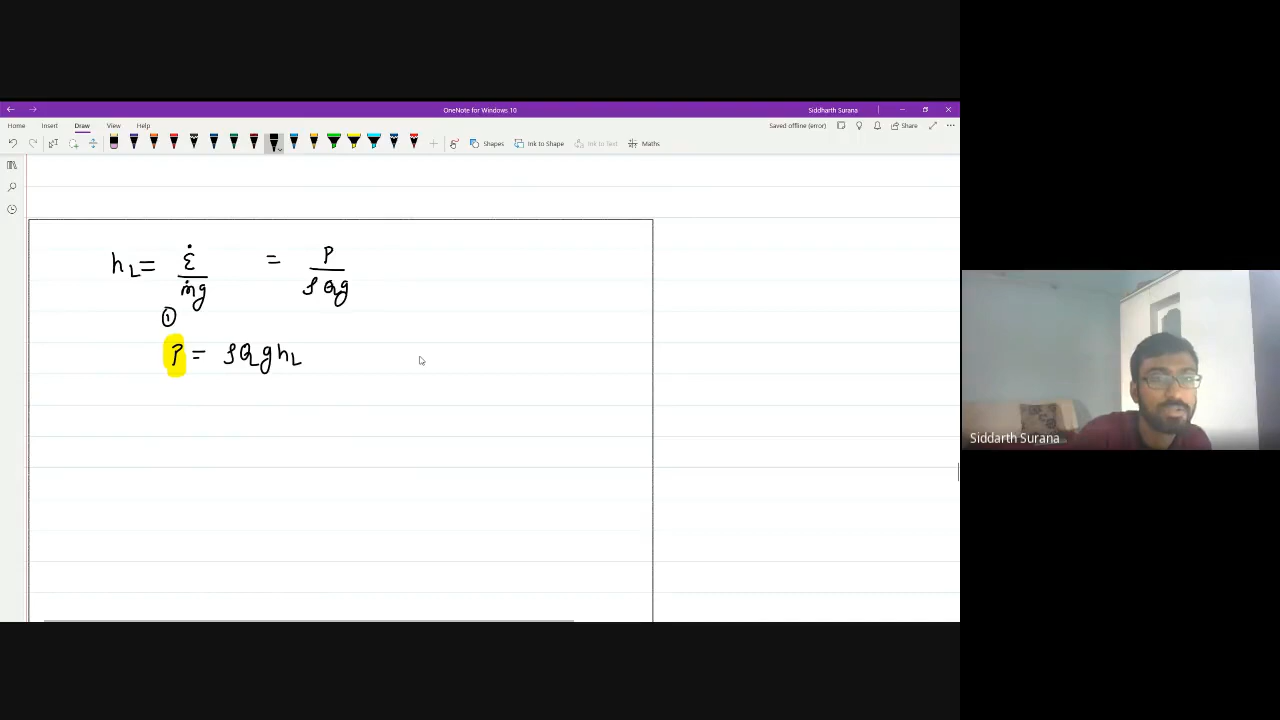 OneNote for Windows 10
Siddharth Surana
Home Insert Draw View Help
Saved offline (error)
Share
Shapes
Ink to Shape
Ink to Text
Maths
h_L = Ė/ṁg = P/ρQg
①
P = ρQgh_L
Siddarth Surana